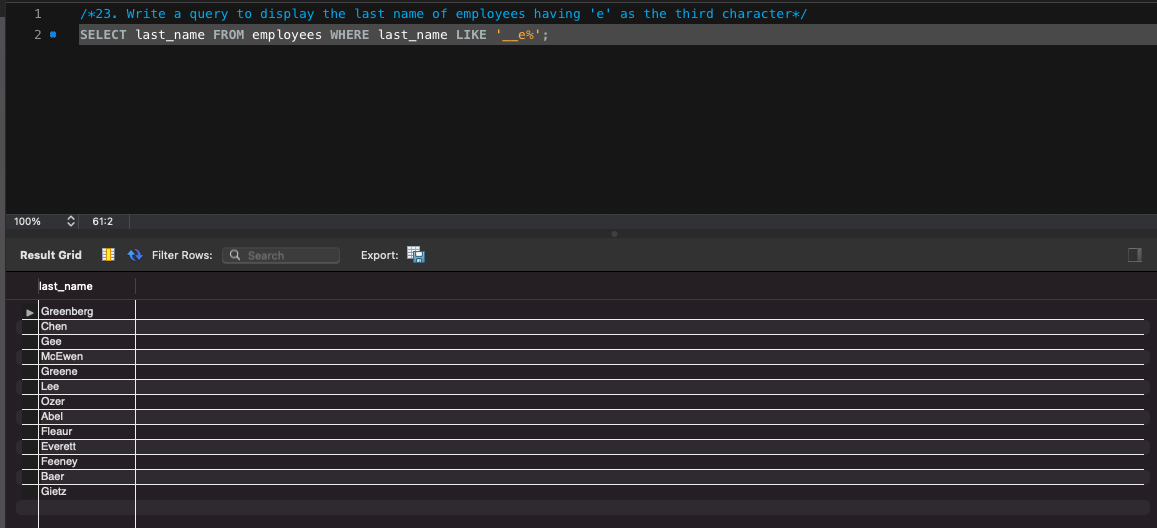 1 /*23. Write a query to display the last name of employees having 'e' as the third character*/
2 SELECT last_name FROM employees WHERE last_name LIKE '__e%';
100% 61:2
Result Grid Filter Rows: Search Export:
last_name
Greenberg
Chen
Gee
McEwen
Greene
Lee
Ozer
Abel
Fleaur
Everett
Feeney
Baer
Gietz